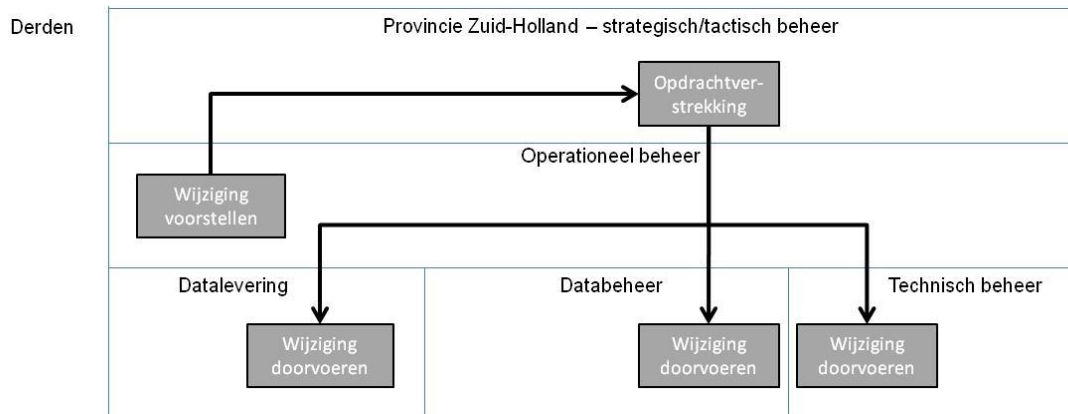 Derden
Provincie Zuid-Holland – strategisch/tactisch beheer
Opdrachtver-
strekking
Operationeel beheer
Wijziging
voorstellen
Datalevering
Databeheer
Technisch beheer
Wijziging
doorvoeren
Wijziging
doorvoeren
Wijziging
doorvoeren